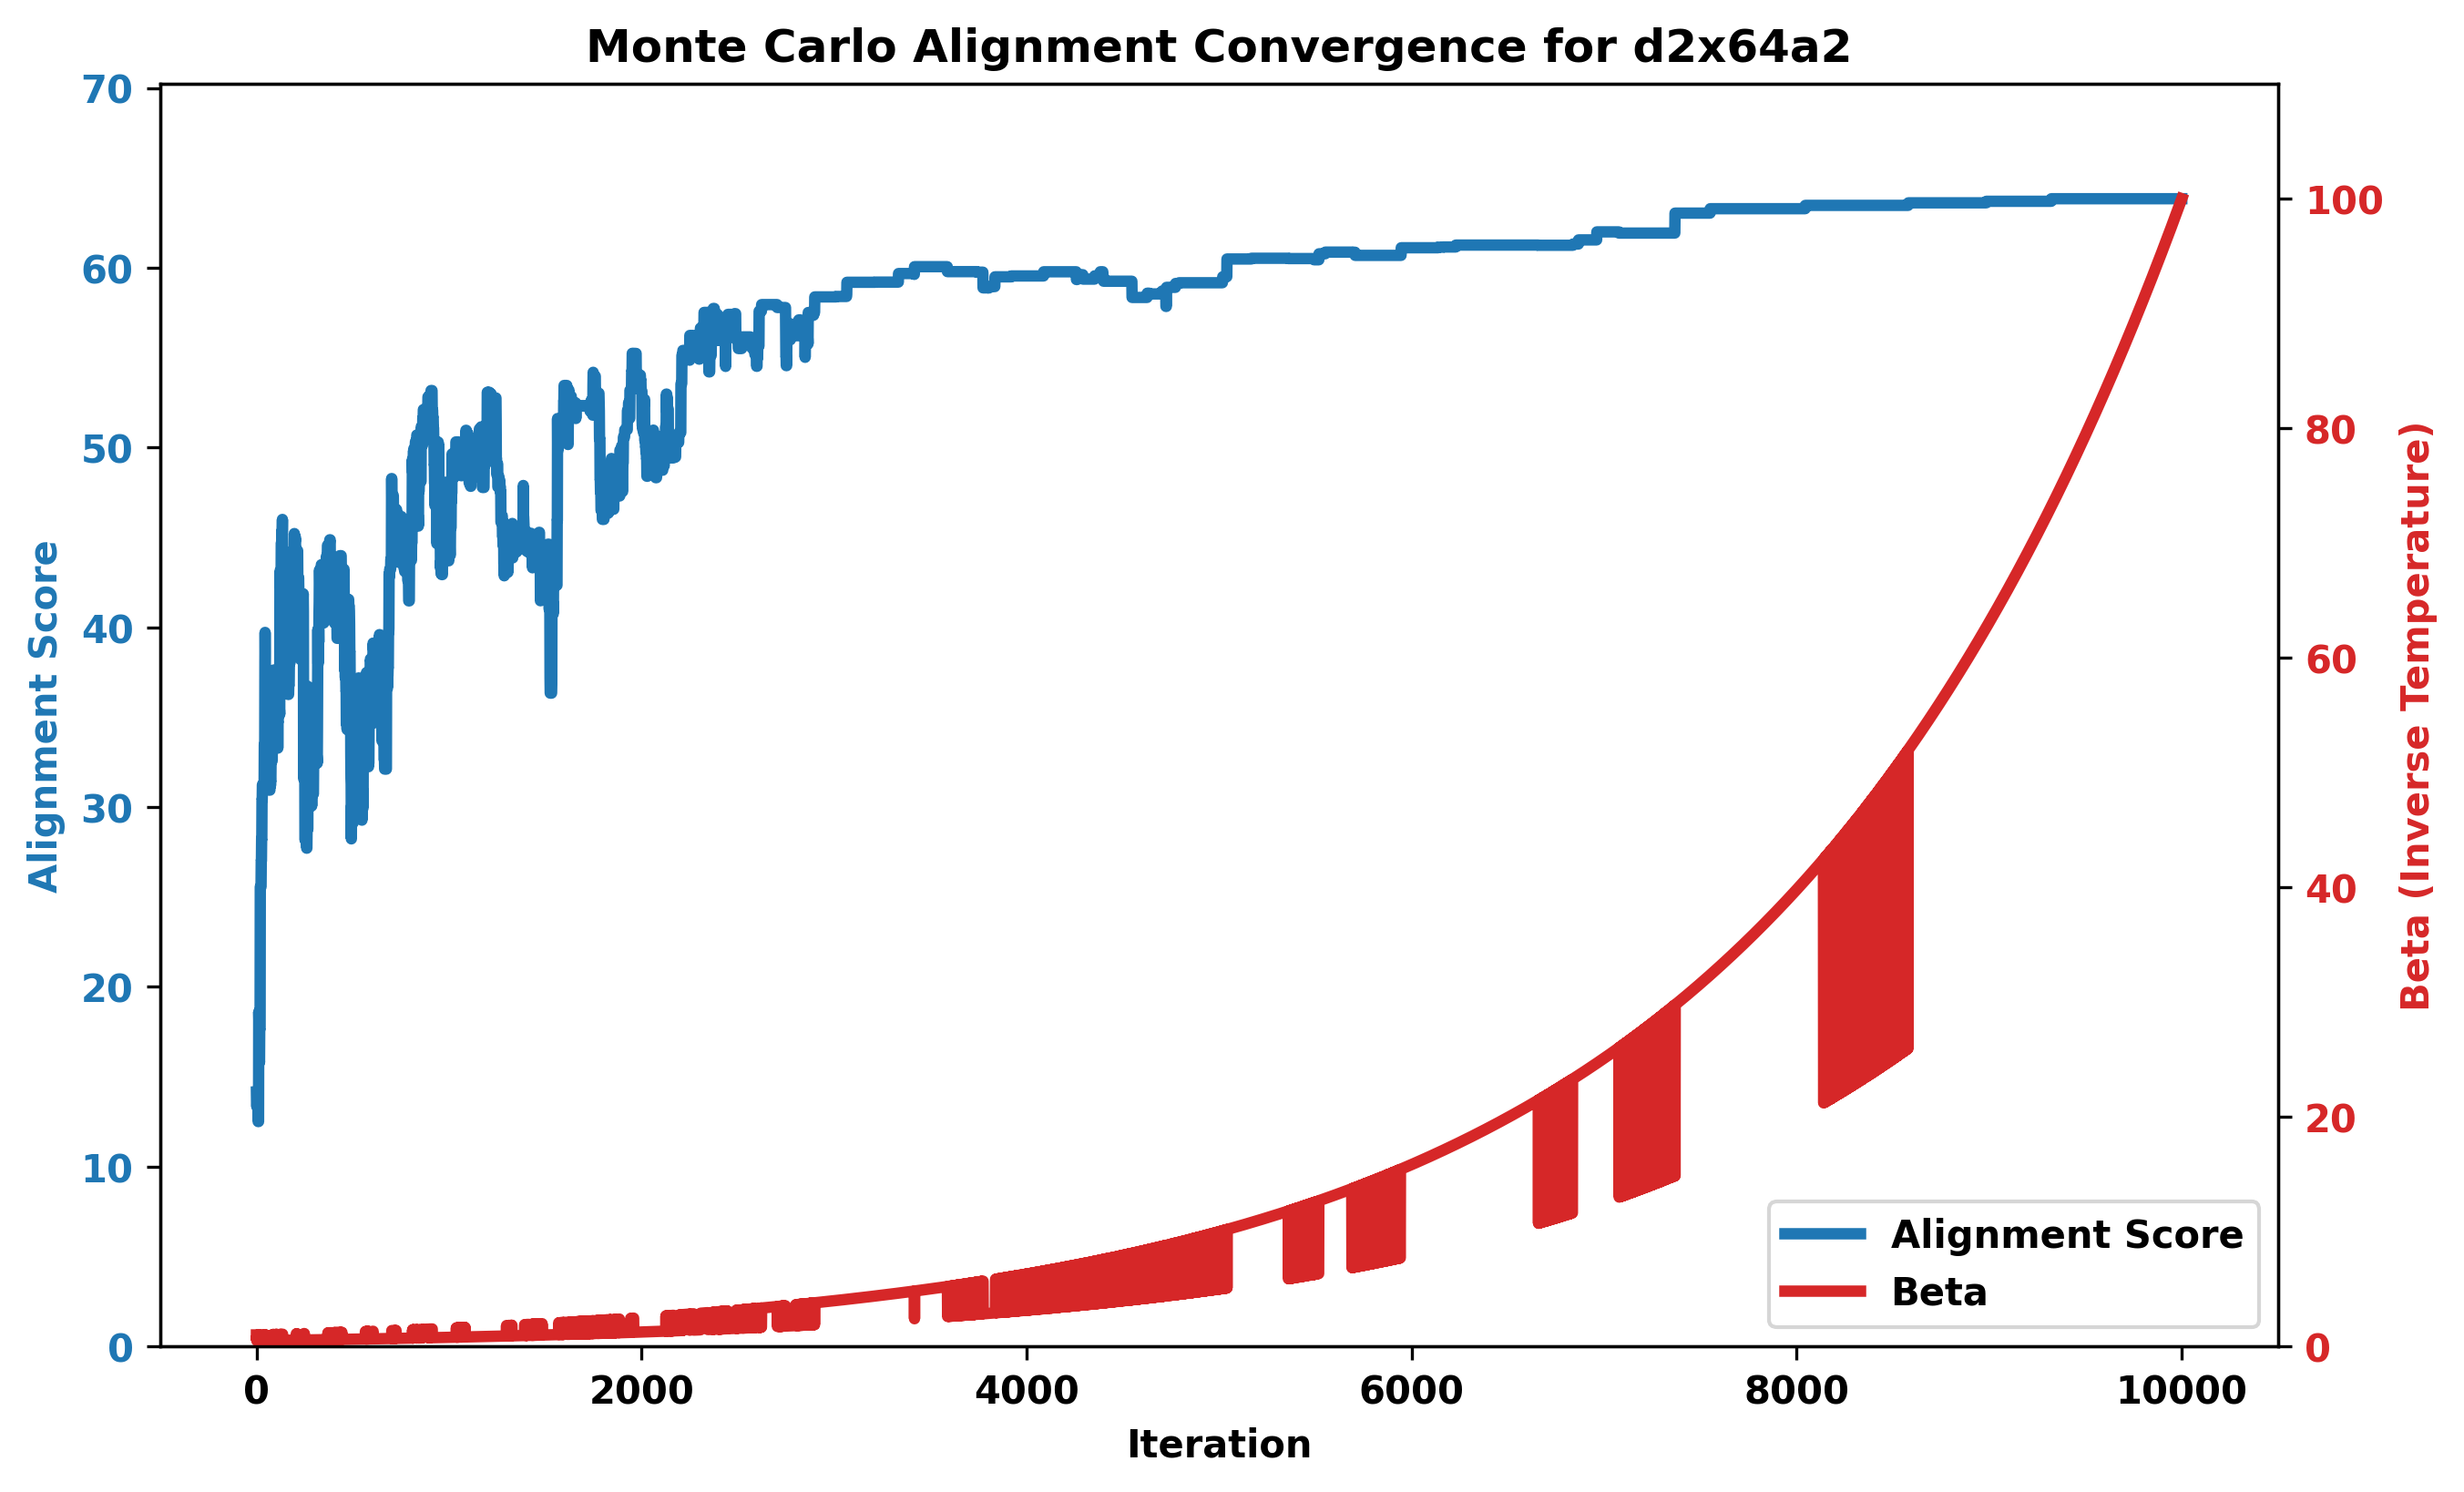 Monte Carlo Alignment Convergence for d2x64a2
70
60
50
40
30
20
10
0
Alignment Score
100
80
60
40
20
0
Beta (Inverse Temperature)
Alignment Score
Beta
0 2000 4000 6000 8000 10000
Iteration